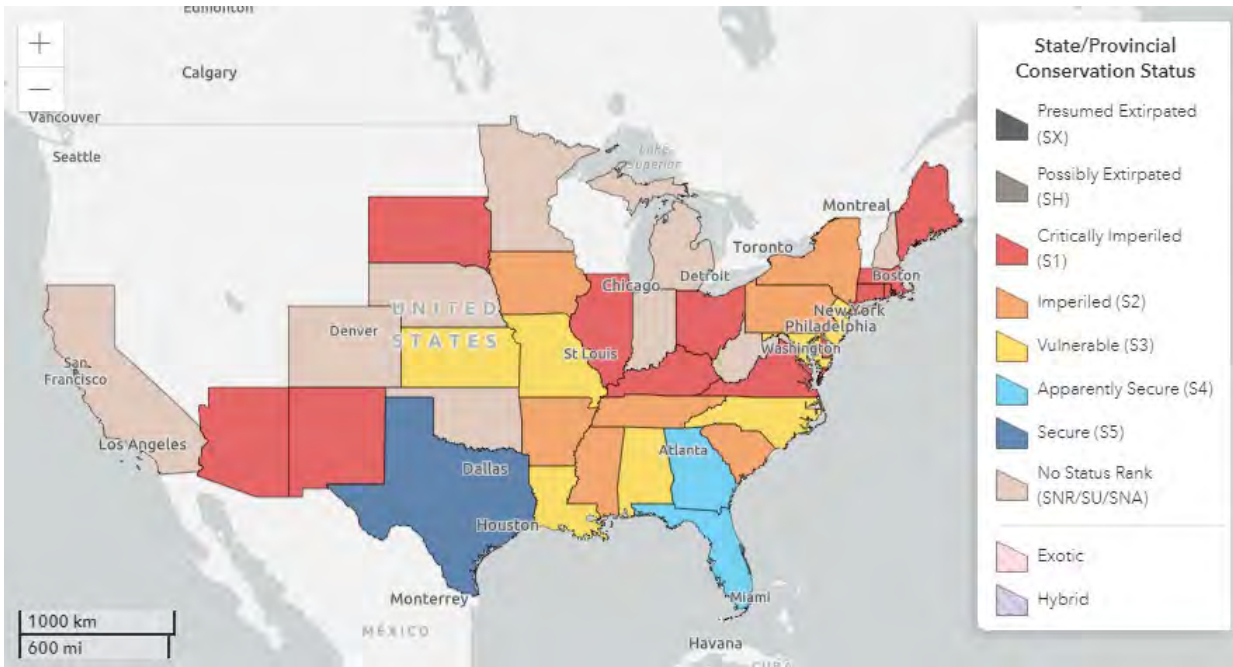 Edmonton
+
Calgary
−
Vancouver
Seattle
Lake
Superior
Montreal
Toronto
Boston
Detroit
Chicago
UNITED
New York
Denver
Philadelphia
STATES
St Louis
Washington
San
Francisco
Los Angeles
Atlanta
Dallas
Houston
Miami
Monterrey
MÉXICO
Havana
CUBA
1000 km
600 mi
State/Provincial
Conservation Status
Presumed Extirpated
(SX)
Possibly Extirpated
(SH)
Critically Imperiled
(S1)
Imperiled (S2)
Vulnerable (S3)
Apparently Secure (S4)
Secure (S5)
No Status Rank
(SNR/SU/SNA)
Exotic
Hybrid